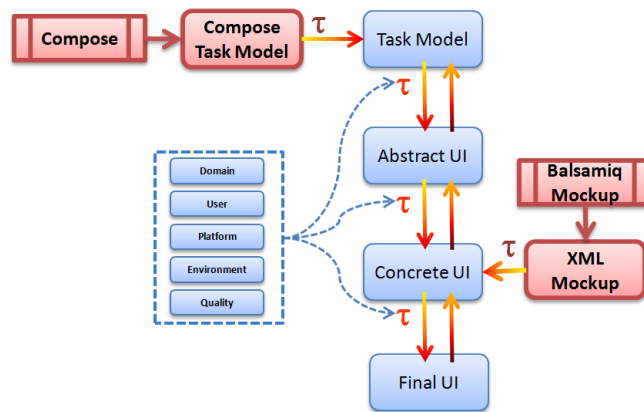 Compose
Compose
Task Model
τ
Task Model
τ
Abstract UI
Domain
User
Platform
Environment
Quality
τ
Balsamiq
Mockup
Concrete UI
τ
XML
Mockup
τ
Final UI